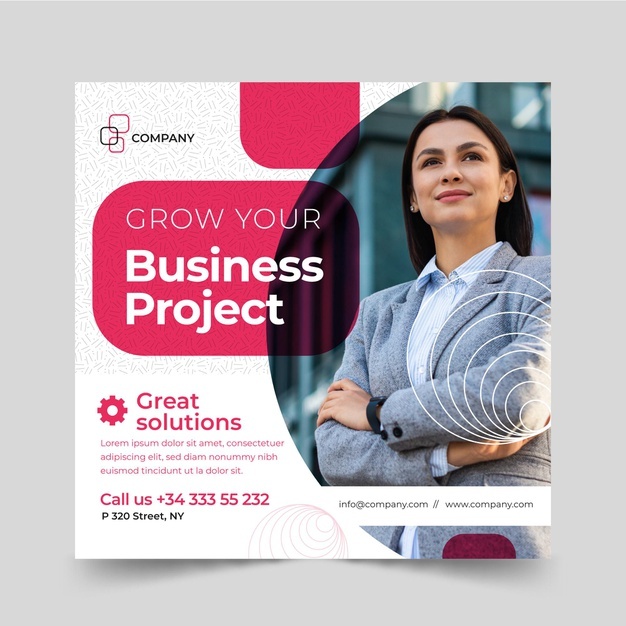 COMPANY
GROW YOUR
Business
Project
Great
solutions
Lorem ipsum dolor sit amet, consectetuer
adipiscing elit, sed diam nonummy nibh
euismod tincidunt ut dolor sit.
Call us +34 333 55 232
P 320 Street, NY
info@company.com // www.company.com